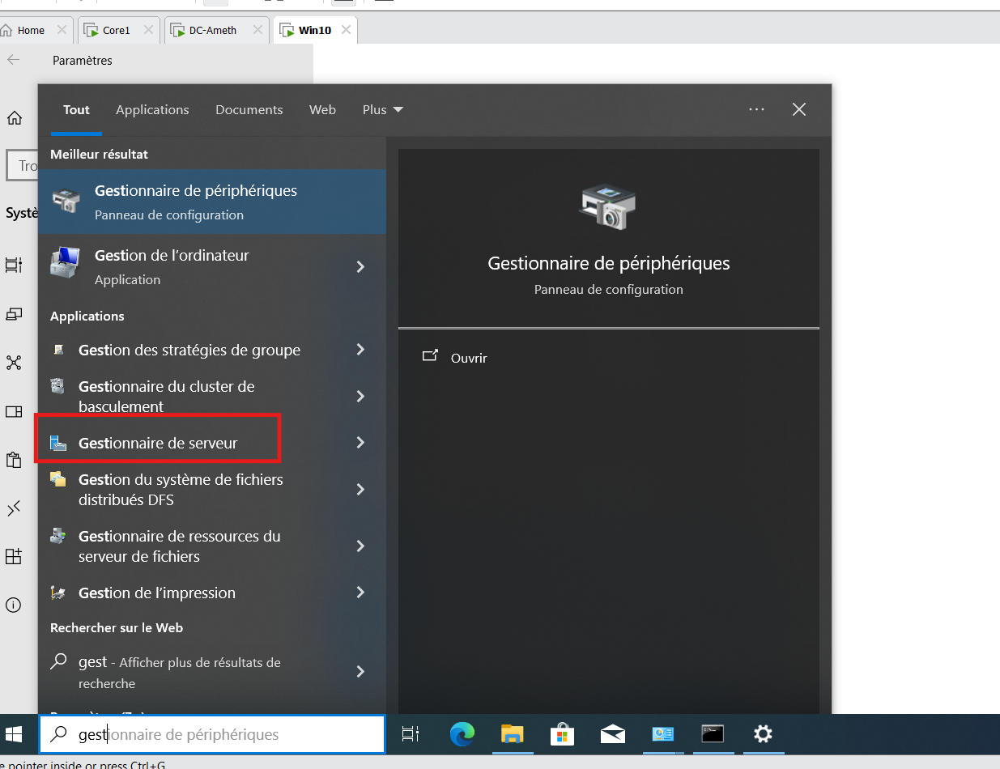 Home
Core1
DC-Ameth
Win10
Paramètres
Tout
Applications
Documents
Web
Plus
Tro
Systè
Meilleur résultat
Gestionnaire de périphériques
Panneau de configuration
Gestion de l’ordinateur
Application
Applications
Gestion des stratégies de groupe
Gestionnaire du cluster de
basculement
Gestionnaire de serveur
Gestion du système de fichiers
distribués DFS
Gestionnaire de ressources du
serveur de fichiers
Gestion de l’impression
Rechercher sur le Web
gest - Afficher plus de résultats de
recherche
Gestionnaire de périphériques
Panneau de configuration
Ouvrir
gestionnaire de périphériques
e pointer inside or press Ctrl+G